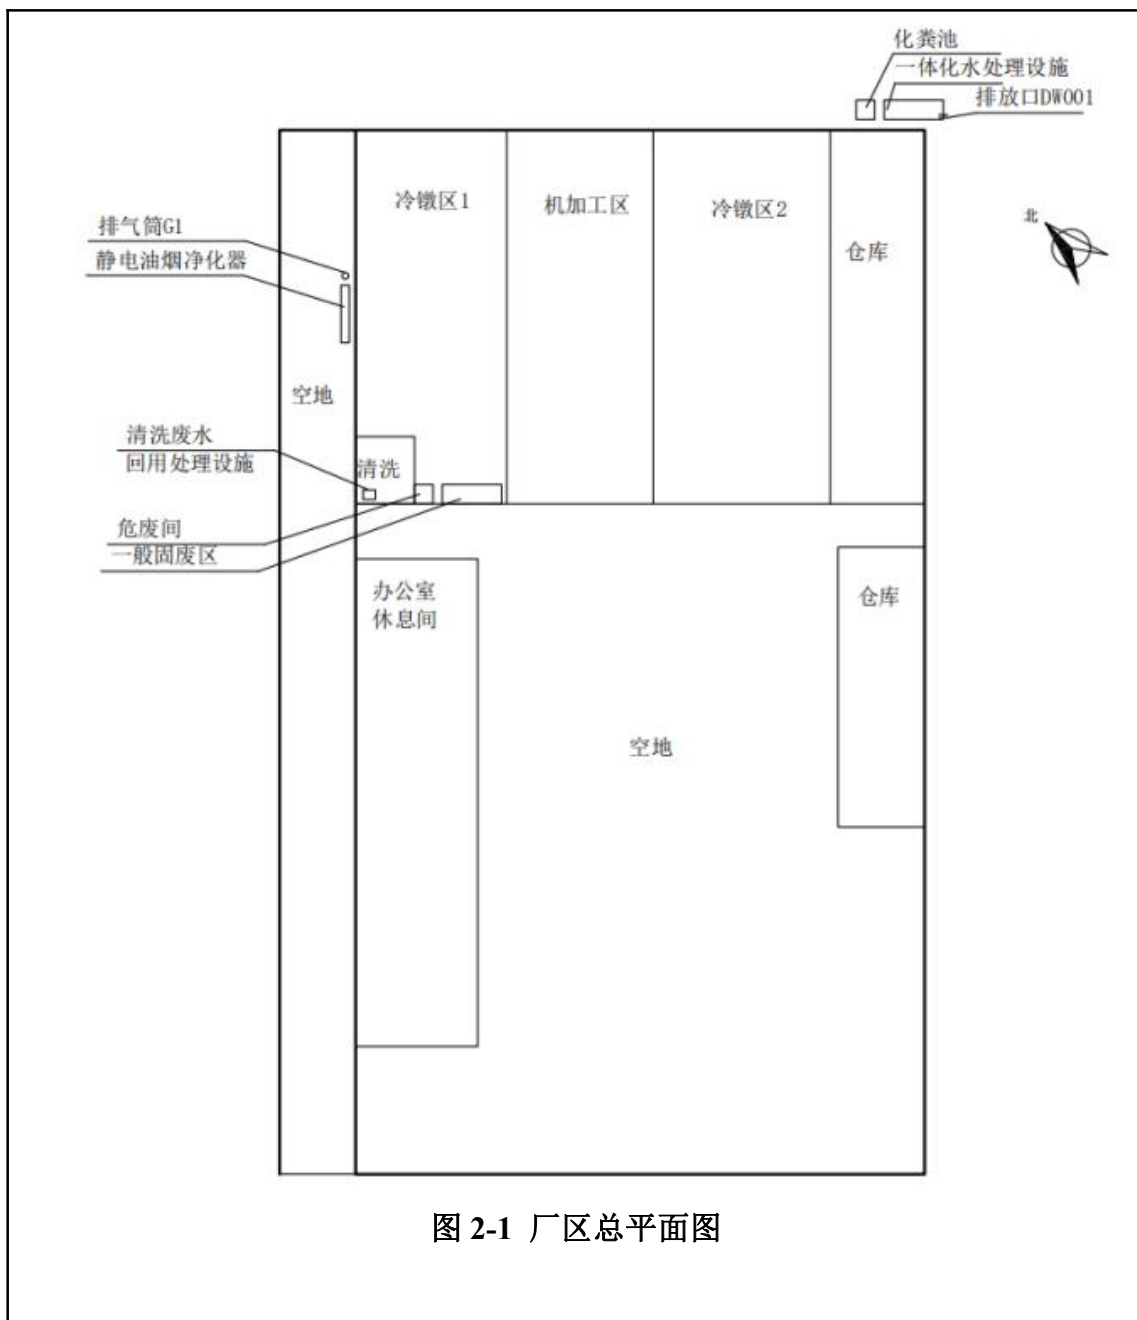 化粪池
一体化水处理设施
排放口DW001
冷镦区1
机加工区
冷镦区2
仓库
北
排气筒G1
静电油烟净化器
空地
清洗废水
回用处理设施
清洗
危废间
一般固废区
办公室
休息间
仓库
空地
图 2-1 厂区总平面图